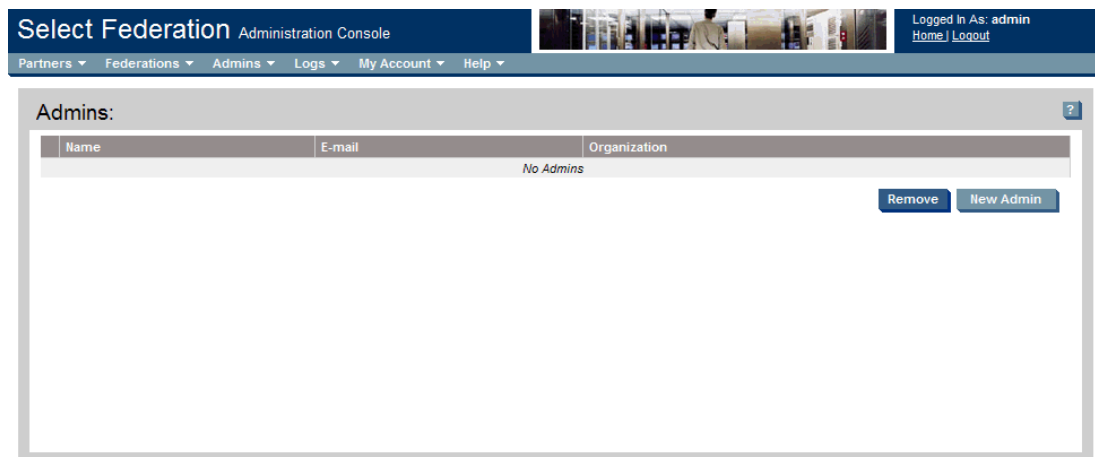 Select Federation Administration Console
Logged In As: admin
Home | Logout
Partners Federations Admins Logs My Account Help
Admins:
?
Name E-mail Organization
No Admins
Remove New Admin